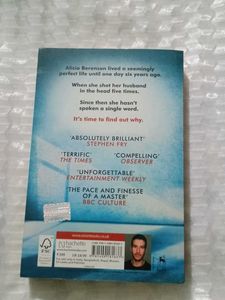 Alicia Berenson lived a seemingly
perfect life until one day six years ago.
When she shot her husband
in the head five times.
Since then she hasn't
spoken a single word.
It's time to find out why.
'ABSOLUTELY BRILLIANT'
STEPHEN FRY
'TERRIFIC'
THE TIMES
'COMPELLING'
OBSERVER
'UNFORGETTABLE'
ENTERTAINMENT WEEKLY
'THE PACE AND FINESSE
OF A MASTER'
BBC CULTURE
hachette
FSC